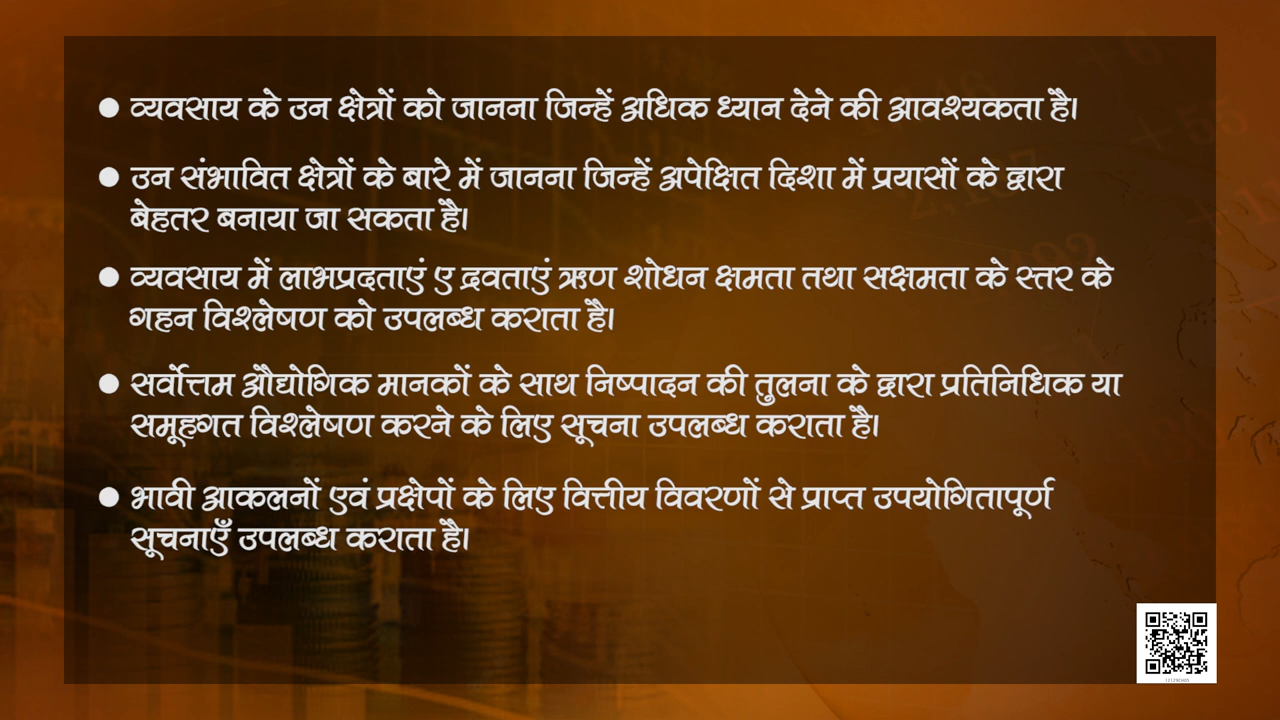 ● व्यवसाय के उन क्षेत्रों को जानना जिन्हें अधिक ध्यान देने की आवश्यकता है।
● उन संभावित क्षेत्रों के बारे में जानना जिन्हें अपेक्षित दिशा में प्रयासों के द्वारा
बेहतर बनाया जा सकता है।
● व्यवसाय में लाभप्रदताएं ए द्रवताएं ऋण शोधन क्षमता तथा सक्षमता के स्तर के
गहन विश्लेषण को उपलब्ध कराता है।
● सर्वोत्तम औद्योगिक मानकों के साथ निष्पादन की तुलना के द्वारा प्रतिनिधिक या
समूहगत विश्लेषण करने के लिए सूचना उपलब्ध कराता है।
● भावी आकलनों एवं प्रक्षेपों के लिए वित्तीय विवरणों से प्राप्त उपयोगितापूर्ण
सूचनाएँ उपलब्ध कराता है।